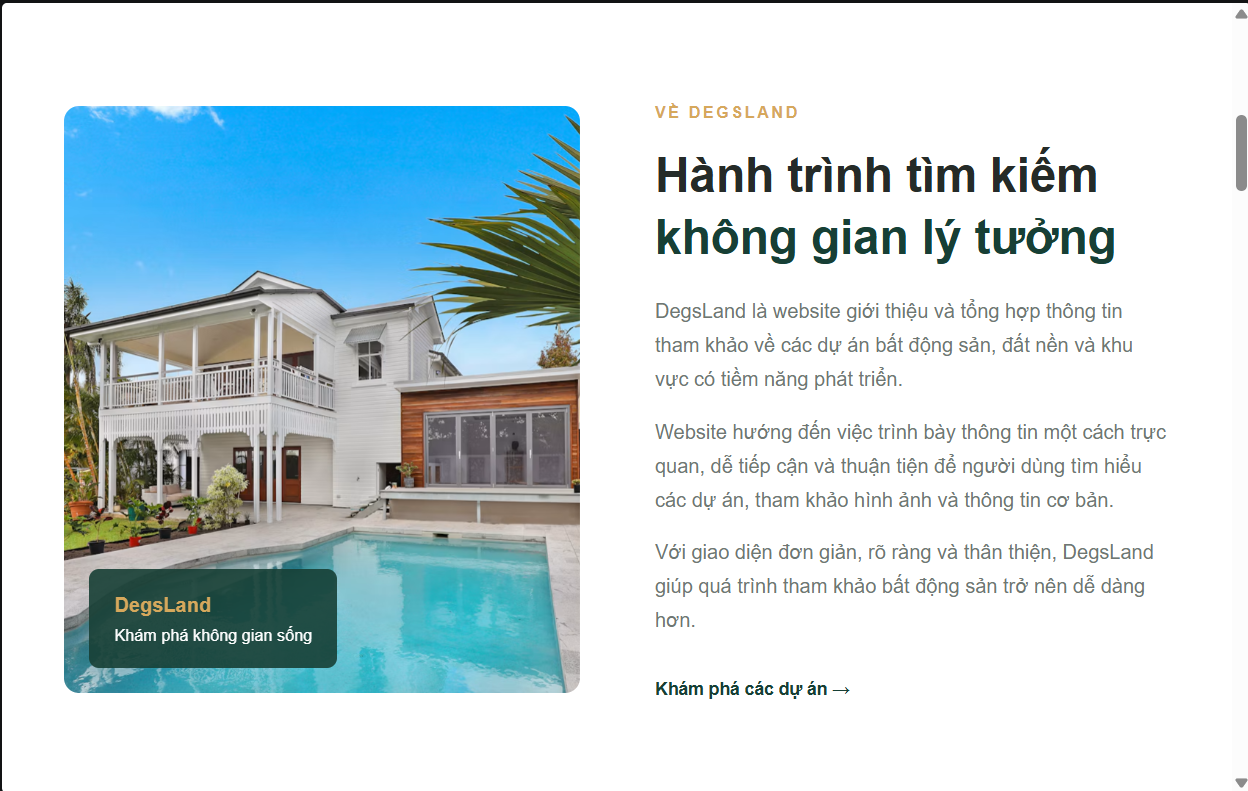 VỀ DEGSLAND
Hành trình tìm kiếm
không gian lý tưởng
DegsLand là website giới thiệu và tổng hợp thông tin
tham khảo về các dự án bất động sản, đất nền và khu
vực có tiềm năng phát triển.
Website hướng đến việc trình bày thông tin một cách trực
quan, dễ tiếp cận và thuận tiện để người dùng tìm hiểu
các dự án, tham khảo hình ảnh và thông tin cơ bản.
Với giao diện đơn giản, rõ ràng và thân thiện, DegsLand
giúp quá trình tham khảo bất động sản trở nên dễ dàng
hơn.
Khám phá các dự án →
DegsLand
Khám phá không gian sống